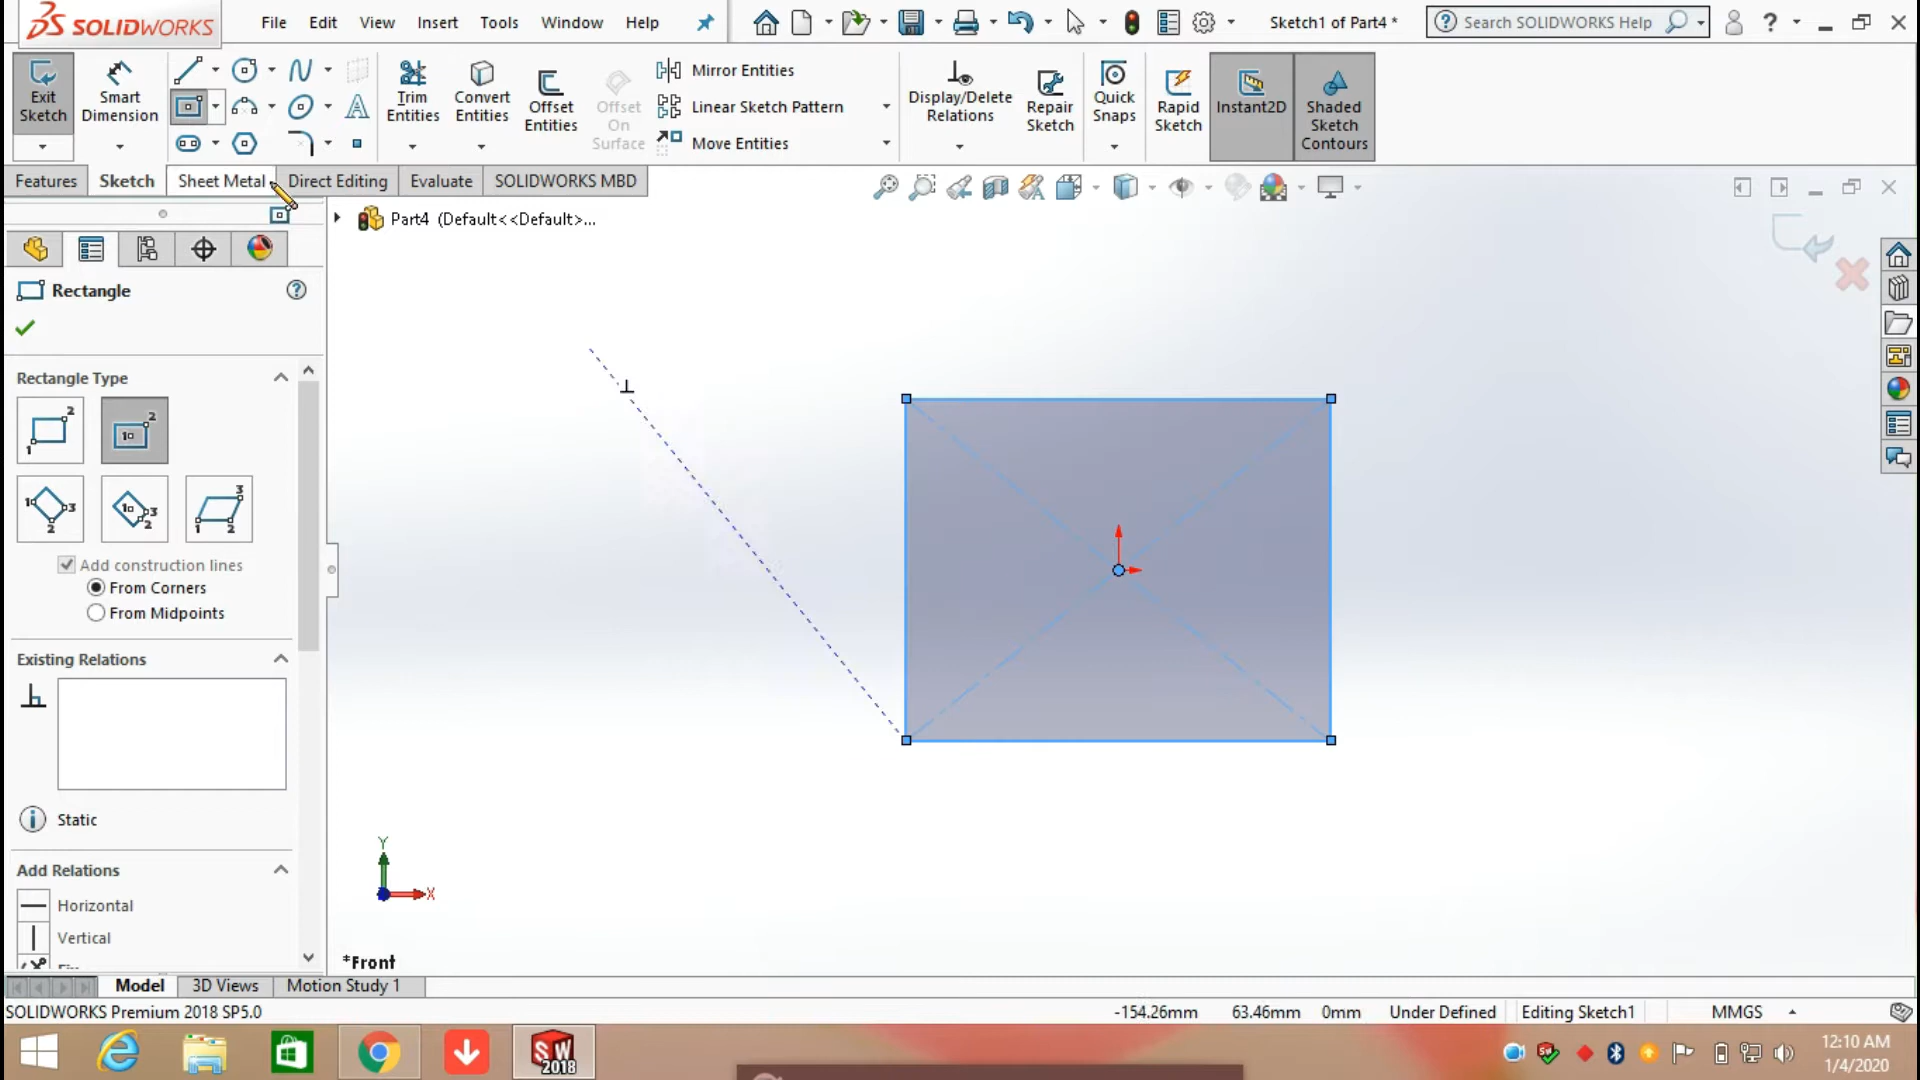 SOLIDWORKS
File Edit View Insert Tools Window Help
Sketch1 of Part4 *
Search SOLIDWORKS Help
Exit Sketch
Smart Dimension
Trim Entities
Convert Entities
Offset Entities
Offset On Surface
Mirror Entities
Linear Sketch Pattern
Move Entities
Display/Delete Relations
Repair Sketch
Quick Snaps
Rapid Sketch
Instant2D
Shaded Sketch Contours
Features Sketch Sheet Metal Direct Editing Evaluate SOLIDWORKS MBD
Part4 (Default<<Default>...
Rectangle
Rectangle Type
Add construction lines
From Corners
From Midpoints
Existing Relations
Static
Add Relations
Horizontal
Vertical
Y
X
*Front
Model 3D Views Motion Study 1
SOLIDWORKS Premium 2018 SP5.0
-154.26mm 63.46mm 0mm Under Defined Editing Sketch1 MMGS
SW 2018
12:10 AM
1/4/2020